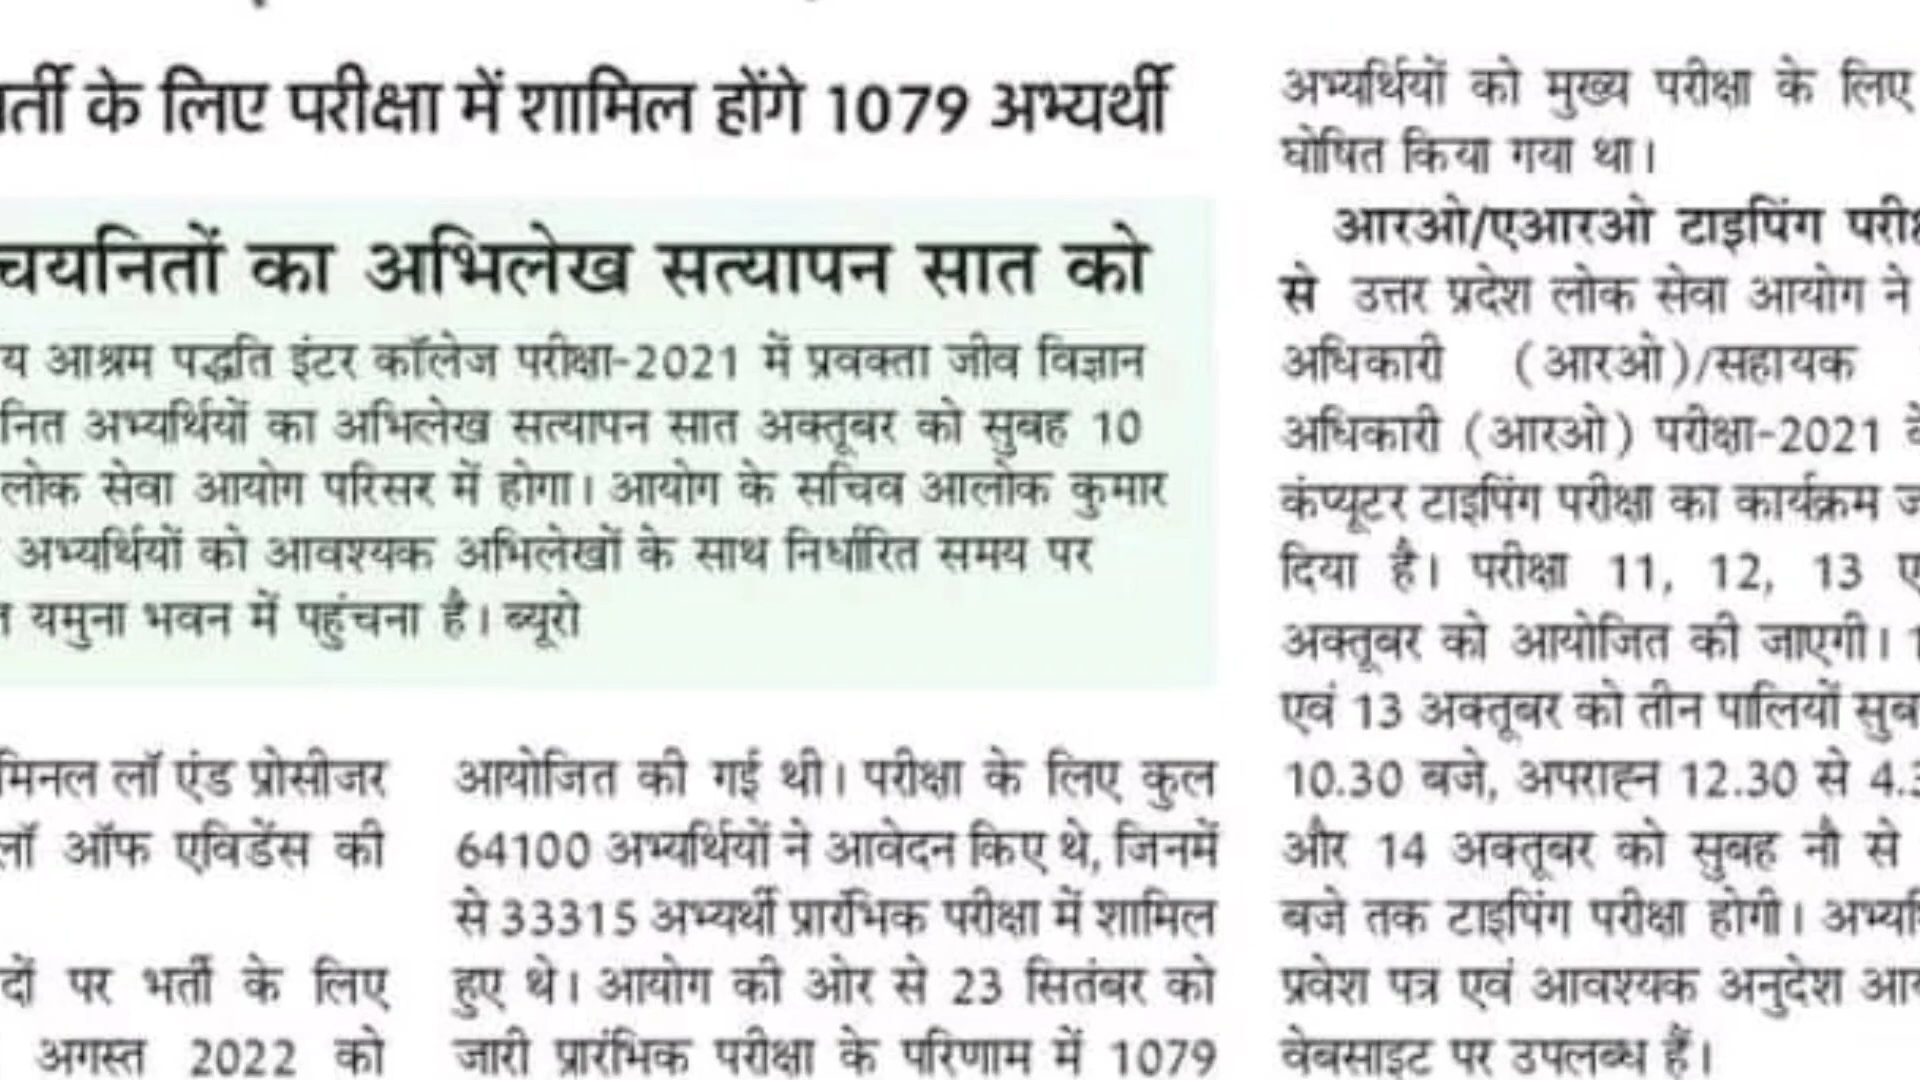 र्ती के लिए परीक्षा में शामिल होंगे 1079 अभ्यर्थी
चयनितों का अभिलेख सत्यापन सात को
य आश्रम पद्धति इंटर कॉलेज परीक्षा-2021 में प्रवक्ता जीव विज्ञान
नित अभ्यर्थियों का अभिलेख सत्यापन सात अक्तूबर को सुबह 10
लोक सेवा आयोग परिसर में होगा। आयोग के सचिव आलोक कुमार
अभ्यर्थियों को आवश्यक अभिलेखों के साथ निर्धारित समय पर
यमुना भवन में पहुंचना है। ब्यूरो
मिनल लॉ एंड प्रोसीजर
लॉ ऑफ एविडेंस की
दों पर भर्ती के लिए
अगस्त 2022 को
आयोजित की गई थी। परीक्षा के लिए कुल
64100 अभ्यर्थियों ने आवेदन किए थे, जिनमें
से 33315 अभ्यर्थी प्रारंभिक परीक्षा में शामिल
हुए थे। आयोग की ओर से 23 सितंबर को
जारी प्रारंभिक परीक्षा के परिणाम में 1079
अभ्यर्थियों को मुख्य परीक्षा के लिए
घोषित किया गया था।
आरओ/एआरओ टाइपिंग परी
से उत्तर प्रदेश लोक सेवा आयोग ने
अधिकारी (आरओ)/सहायक
अधिकारी (आरओ) परीक्षा-2021
कंप्यूटर टाइपिंग परीक्षा का कार्यक्रम ज
दिया है। परीक्षा 11, 12, 13 ए
अक्तूबर को आयोजित की जाएगी। 1
एवं 13 अक्तूबर को तीन पालियों सुब
10.30 बजे, अपराह्न 12.30 से 4.3
और 14 अक्तूबर को सुबह नौ से
बजे तक टाइपिंग परीक्षा होगी। अभ्यर्थि
प्रवेश पत्र एवं आवश्यक अनुदेश आय
वेबसाइट पर उपलब्ध हैं।